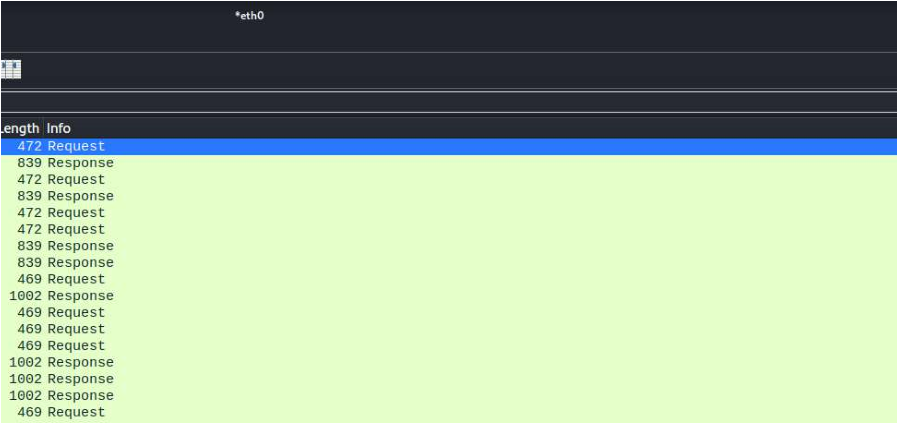 *eth0
Length Info
472 Request
839 Response
472 Request
839 Response
472 Request
472 Request
839 Response
839 Response
469 Request
1002 Response
469 Request
469 Request
469 Request
1002 Response
1002 Response
1002 Response
469 Request